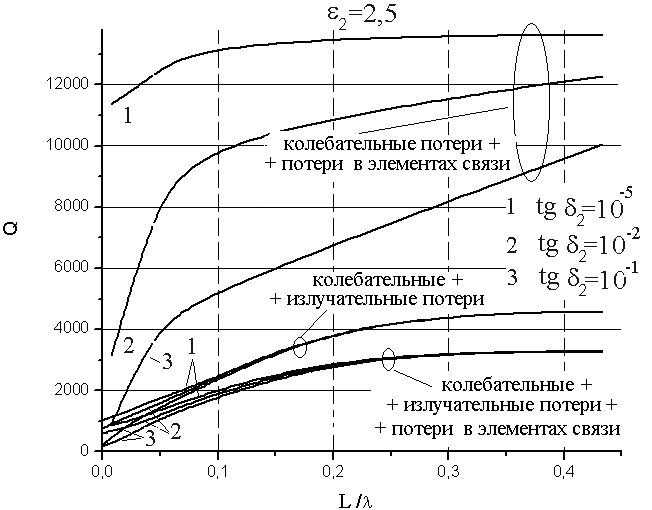 ε2=2,5
12000
10000
8000
6000
4000
2000
0
Q
1
2
3
колебательные потери +
+ потери в элементах связи
1 tg δ2=10-5
2 tg δ2=10-2
3 tg δ2=10-1
колебательные +
+ излучательные потери
1
2
3
колебательные +
+ излучательные потери +
+ потери в элементах связи
0,0
0,1
0,2
0,3
0,4
L/λ